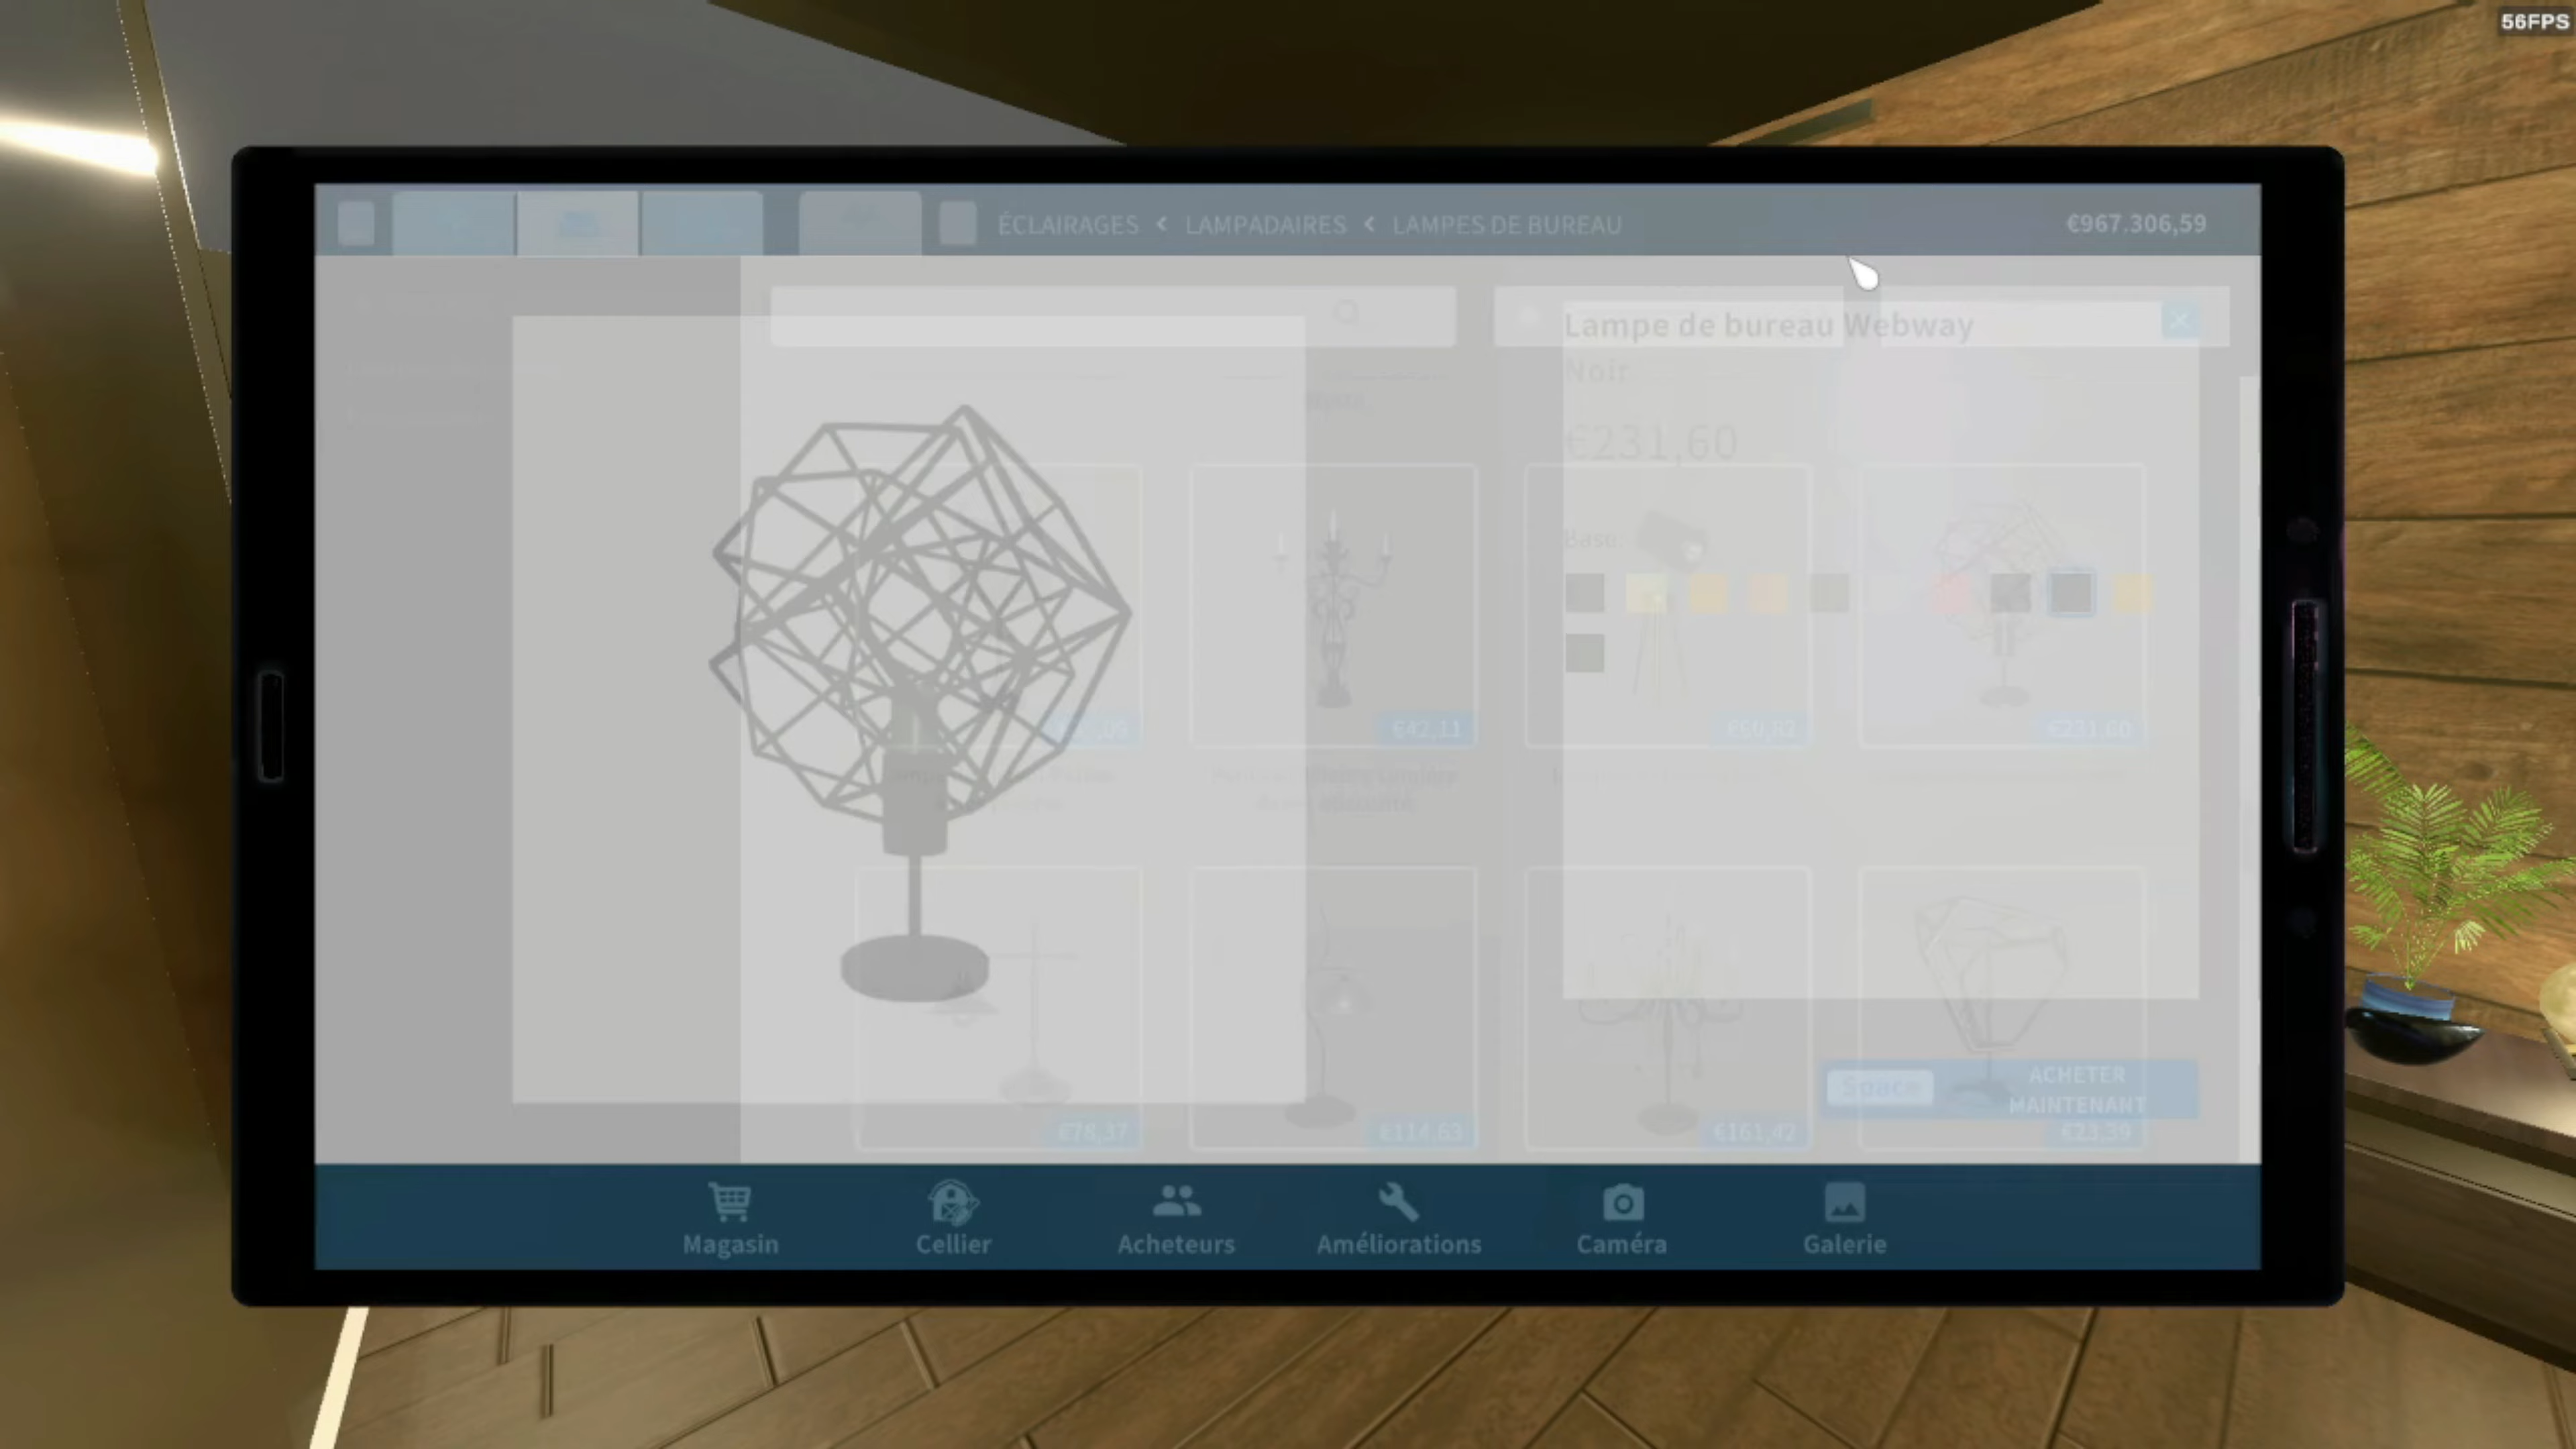 56FPS
ÉCLAIRAGES < LAMPADAIRES < LAMPES DE BUREAU
€967.306,59
Lampe de bureau Webway
Noir
€231,60
Base:
€42,11
€60,82
€231,60
€78,37
€114,63
€161,42
€23,39
Space
ACHETER
MAINTENANT
Magasin
Cellier
Acheteurs
Améliorations
Caméra
Galerie